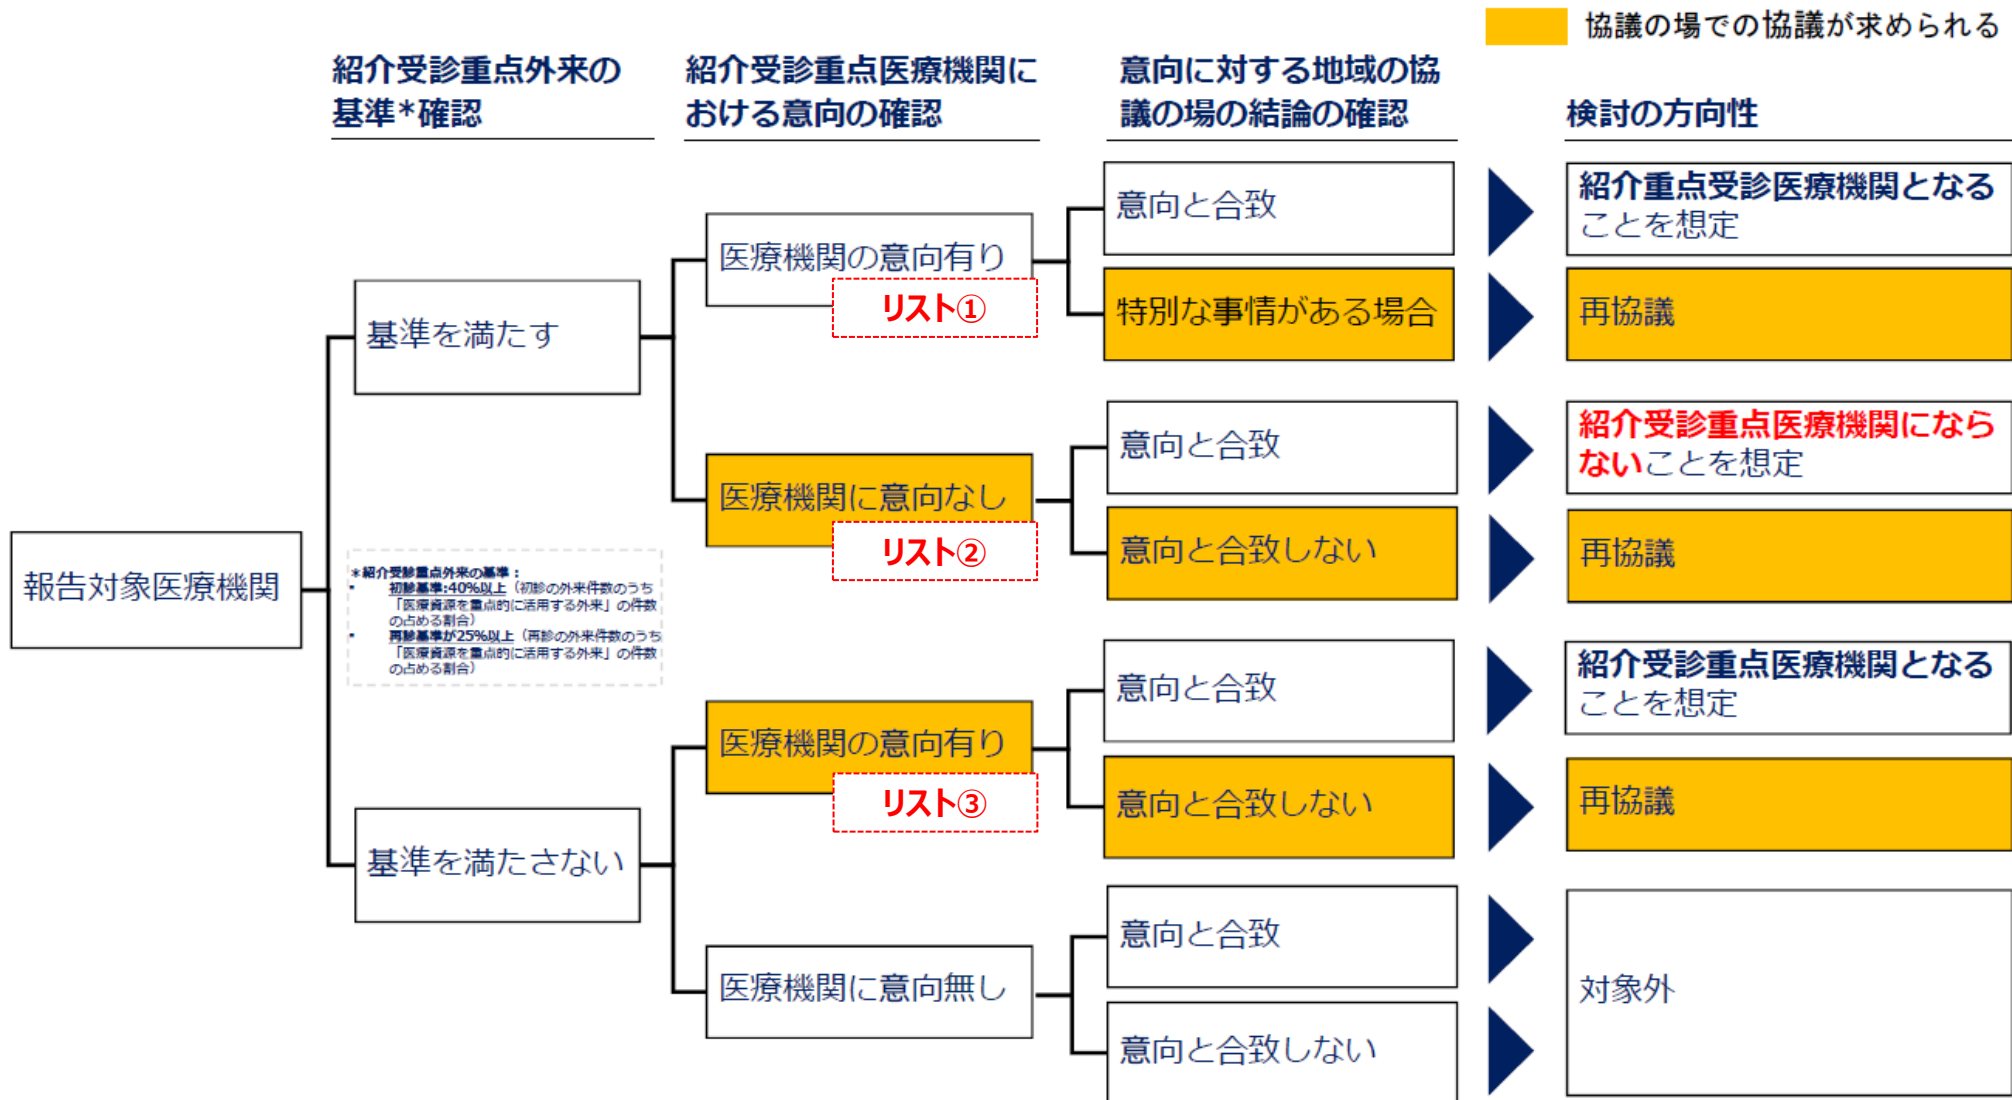 協議の場での協議が求められる
紹介受診重点外来の
基準*確認
紹介受診重点医療機関に
おける意向の確認
意向に対する地域の協
議の場の結論の確認
検討の方向性
報告対象医療機関
基準を満たす
*紹介受診重点外来の基準:
▪ 初診基準:40%以上(初診の外来件数のうち
「医療資源を重点的に活用する外来」の件数
の占める割合)
▪ 再診基準が25%以上(再診の外来件数のうち
「医療資源を重点的に活用する外来」の件数
の占める割合)
基準を満たさない
医療機関の意向有り
リスト①
医療機関に意向なし
リスト②
医療機関の意向有り
リスト③
医療機関に意向無し
意向と合致
紹介重点受診医療機関となる
ことを想定
特別な事情がある場合
再協議
意向と合致
紹介受診重点医療機関になら
ないことを想定
意向と合致しない
再協議
意向と合致
紹介受診重点医療機関となる
ことを想定
意向と合致しない
再協議
意向と合致
意向と合致しない
対象外